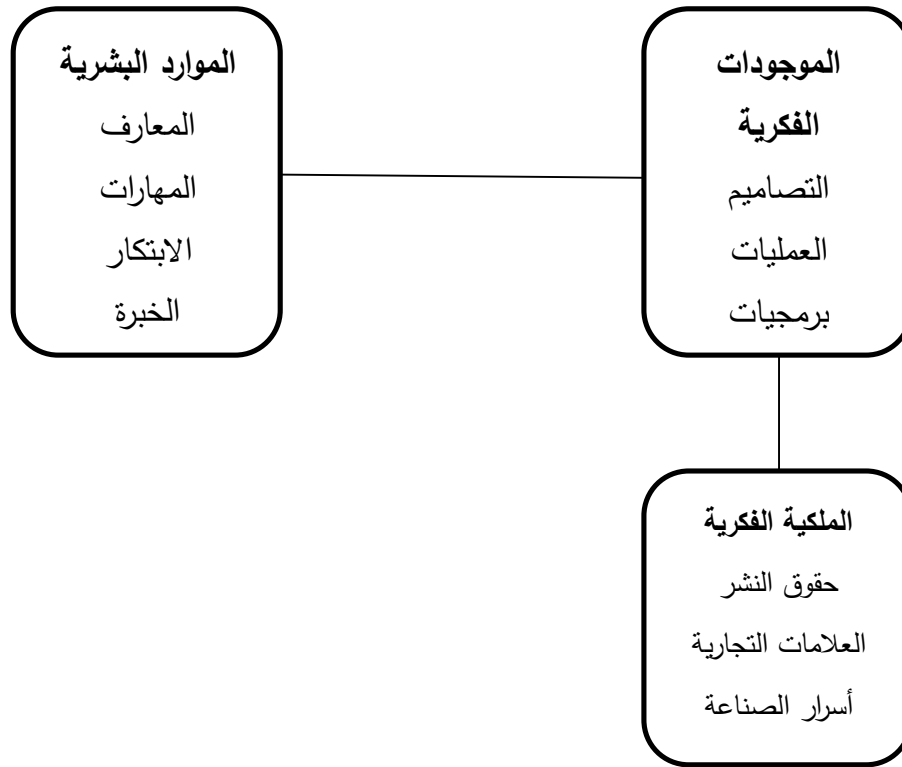 الموجودات
الفكرية
التصاميم
العمليات
برمجيات
الموارد البشرية
المعارف
المهارات
الابتكار
الخبرة
الملكية الفكرية
حقوق النشر
العلامات التجارية
أسرار الصناعة